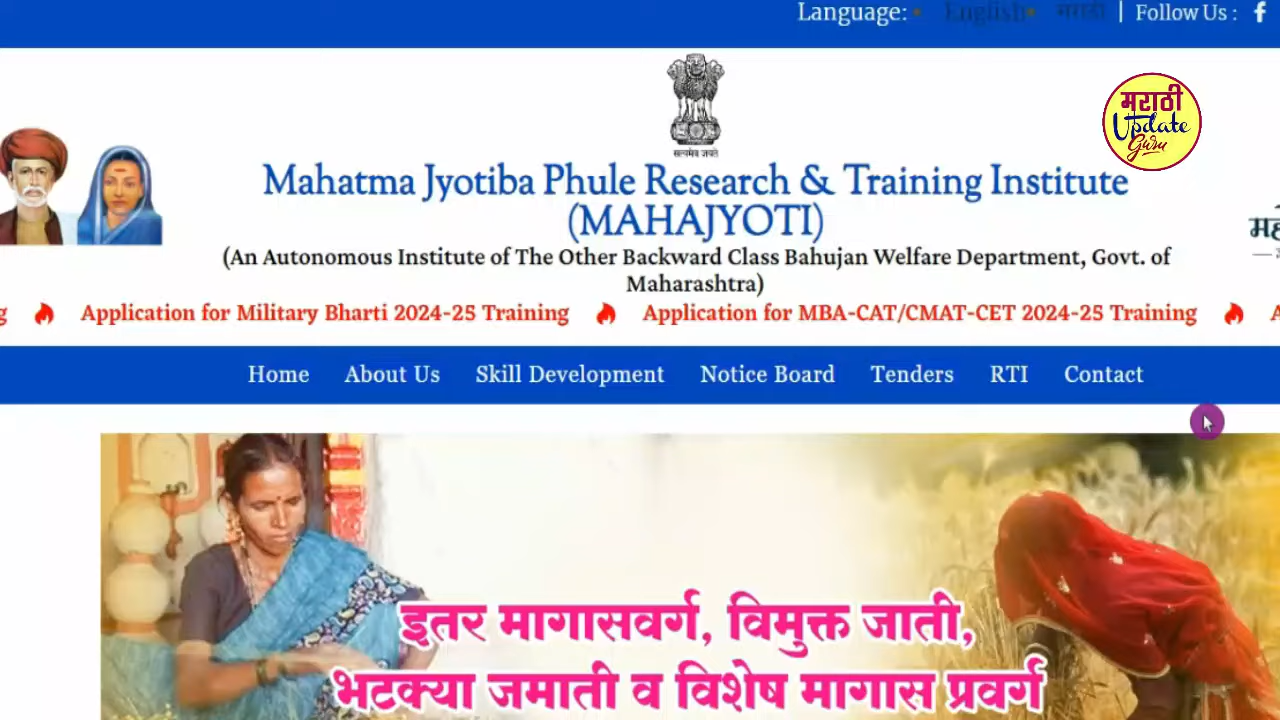 Language: English मराठी | Follow Us :
मराठी
Update
Guru
सत्यमेव जयते
Mahatma Jyotiba Phule Research & Training Institute
(MAHAJYOTI)
(An Autonomous Institute of The Other Backward Class Bahujan Welfare Department, Govt. of
Maharashtra)
Application for Military Bharti 2024-25 Training Application for MBA-CAT/CMAT-CET 2024-25 Training
Home About Us Skill Development Notice Board Tenders RTI Contact
इतर मागासवर्ग, विमुक्त जाती,
भटक्या जमाती व विशेष मागास प्रवर्ग